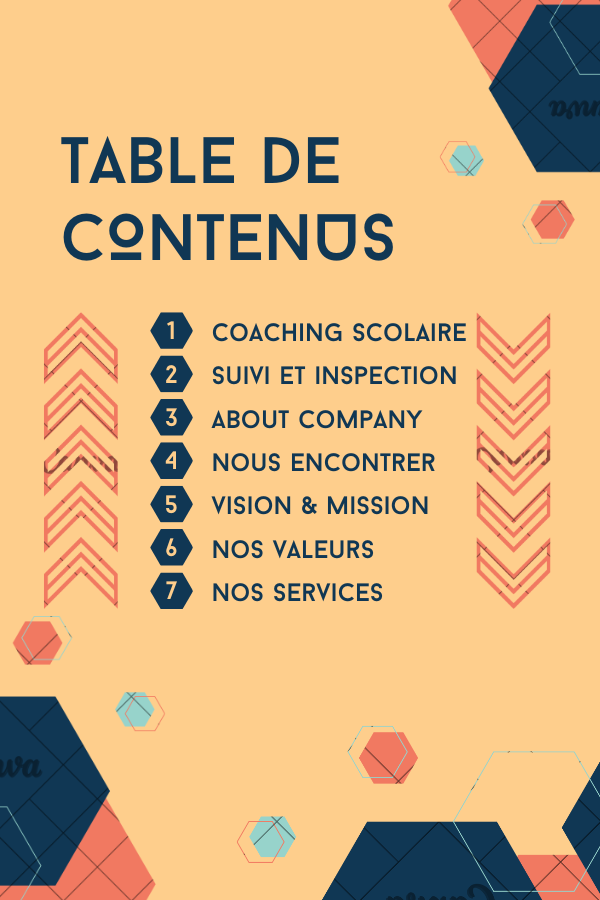 TABLE DE
CONTENUS
1 COACHING SCOLAIRE
2 SUIVI ET INSPECTION
3 ABOUT COMPANY
4 NOUS ENCONTRER
5 VISION & MISSION
6 NOS VALEURS
7 NOS SERVICES